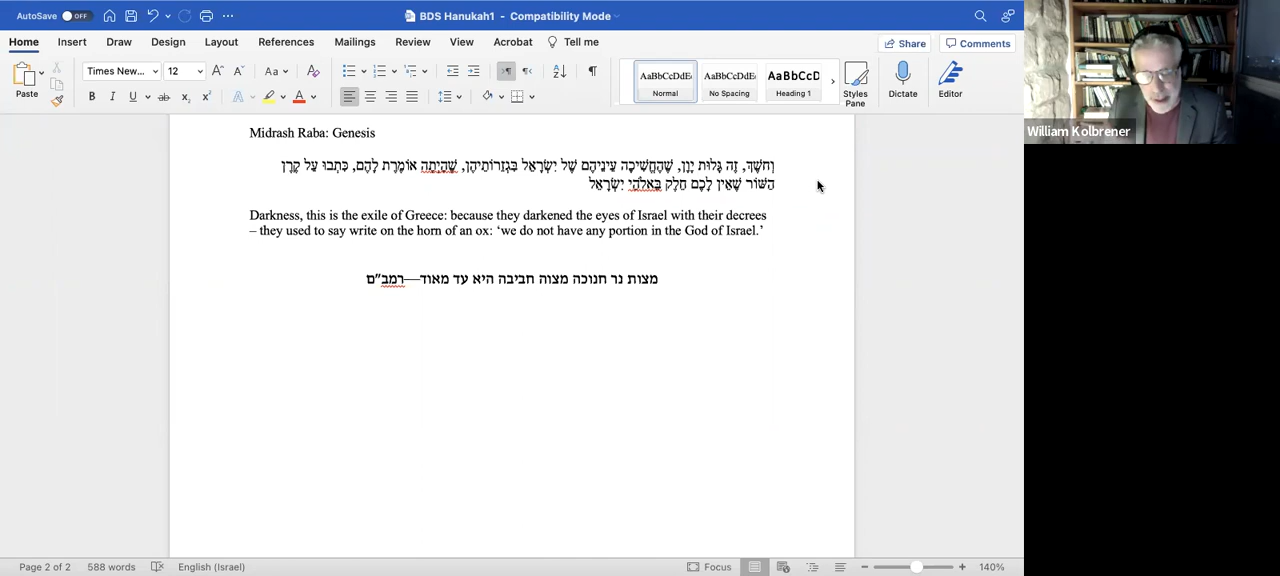 AutoSave OFF
BDS Hanukah1 - Compatibility Mode
Home Insert Draw Design Layout References Mailings Review View Acrobat Tell me
Share Comments
Paste
Times New... 12
AaBbCcDdE AaBbCcDdEe AaBbCcD
Normal No Spacing Heading 1
Styles Pane
Dictate
Editor
William Kolbrener
Midrash Raba: Genesis
וְחֹשֶׁךְ, זֶה גָּלוּת יָוָן, שֶׁהֶחֱשִׁיכָה עֵינֵיהֶם שֶׁל יִשְׂרָאֵל בִּגְזֵרוֹתֵיהֶן, שֶׁהָיְתָה אוֹמֶרֶת לָהֶם, כִּתְבוּ עַל קֶרֶן
הַשּׁוֹר שֶׁאֵין לָכֶם חֵלֶק בֵּאלֹהֵי יִשְׂרָאֵל
Darkness, this is the exile of Greece: because they darkened the eyes of Israel with their decrees
– they used to say write on the horn of an ox: ‘we do not have any portion in the God of Israel.’
מצות נר חנוכה מצוה חביבה היא עד מאוד—רמב"ם
Page 2 of 2 588 words English (Israel) Focus 140%